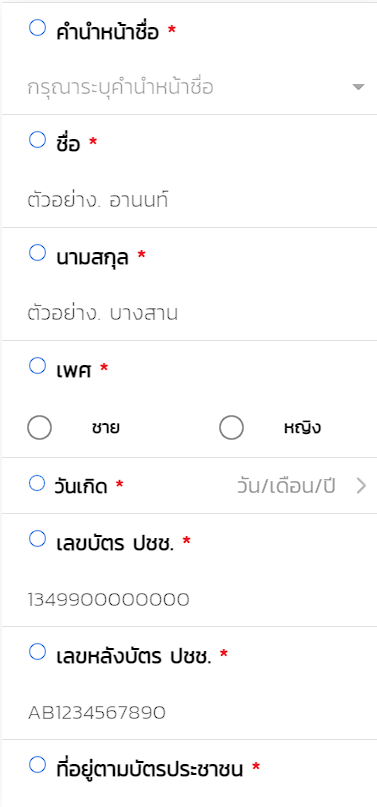 คำนำหน้าชื่อ *
กรุณาระบุคำนำหน้าชื่อ
ชื่อ *
ตัวอย่าง. อานนท์
นามสกุล *
ตัวอย่าง. บางสาน
เพศ *
ชาย หญิง
วันเกิด * วัน/เดือน/ปี
เลขบัตร ปชช. *
1349900000000
เลขหลังบัตร ปชช. *
AB1234567890
ที่อยู่ตามบัตรประชาชน *